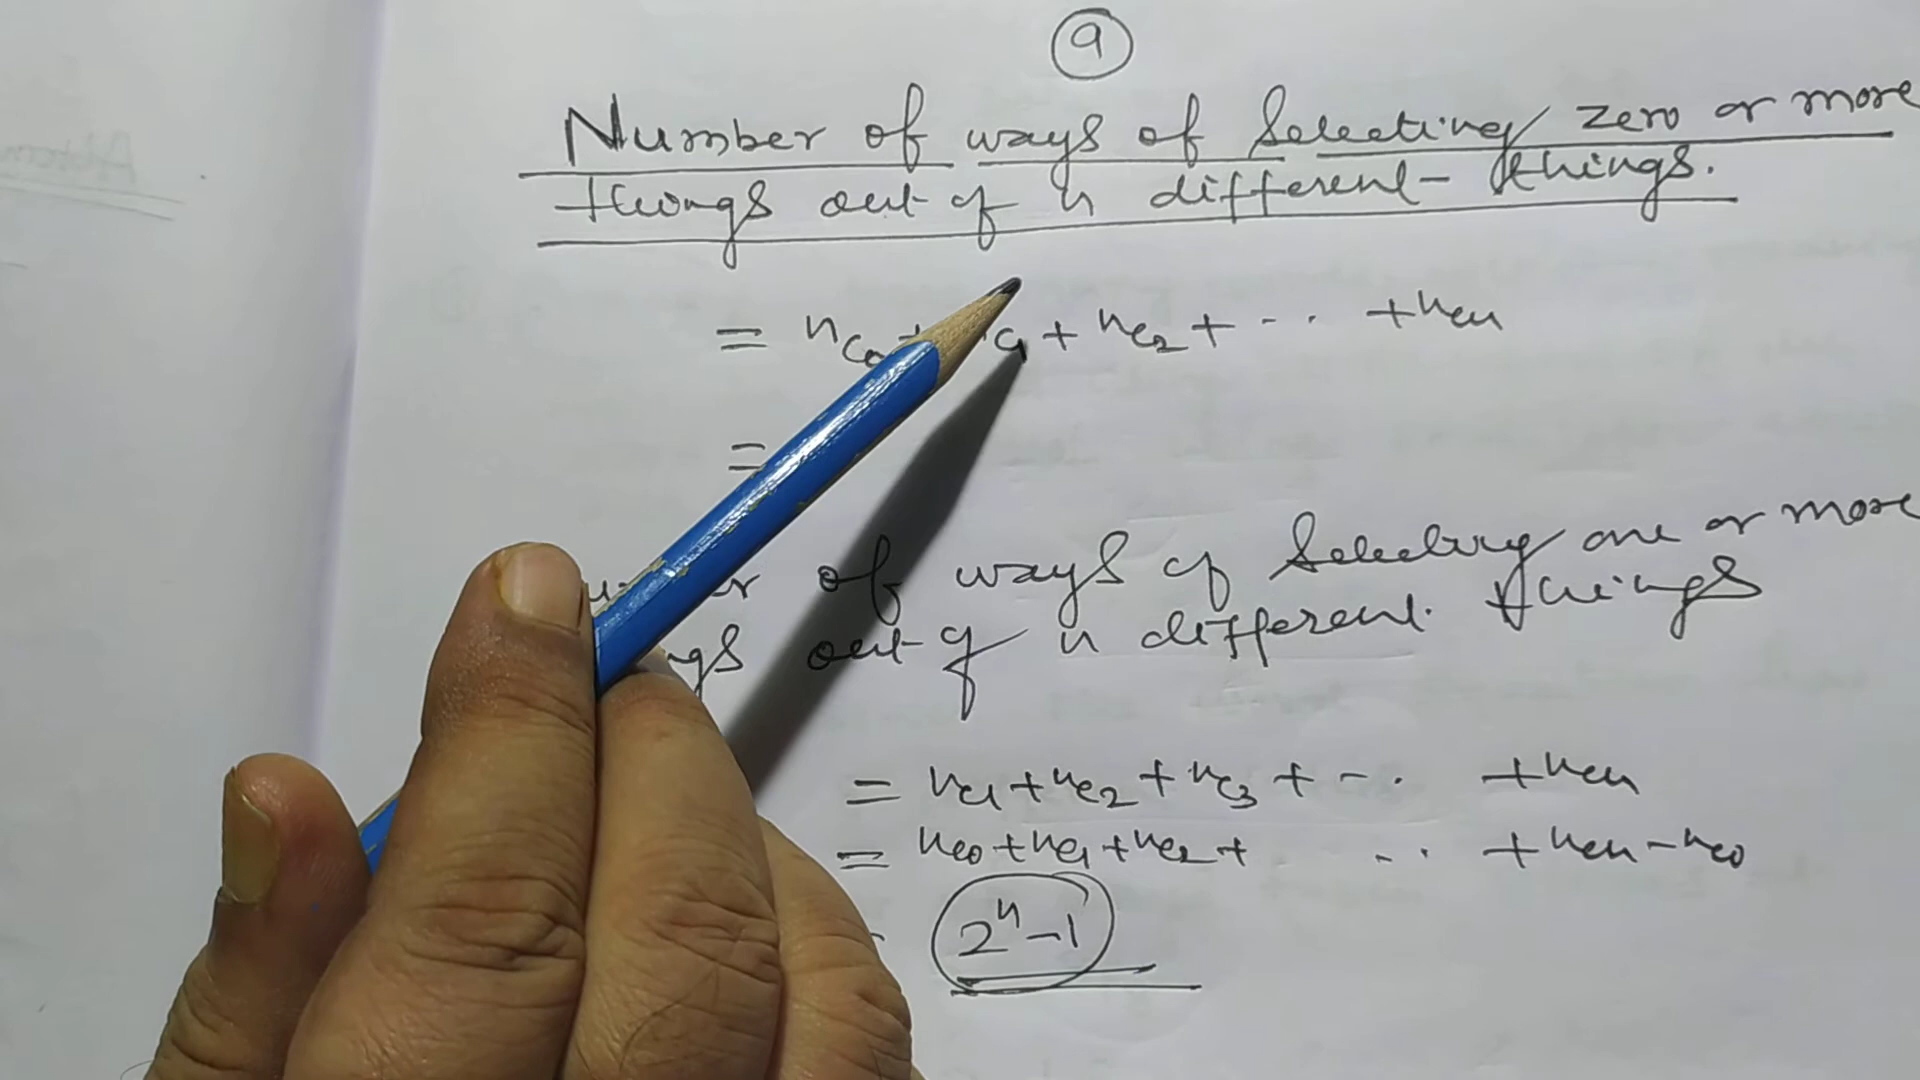 9
Number of ways of Selecting zero or more
things out of n different things.
= nC0 + nC1 + nC2 + - .. + nCn
=
of ways of Selecting one or more
out of n different things
= nC1 + nC2 + nC3 + - .. + nCn
= nC0 + nC1 + nC2 + - .. + nCn - nC0
2ⁿ - 1